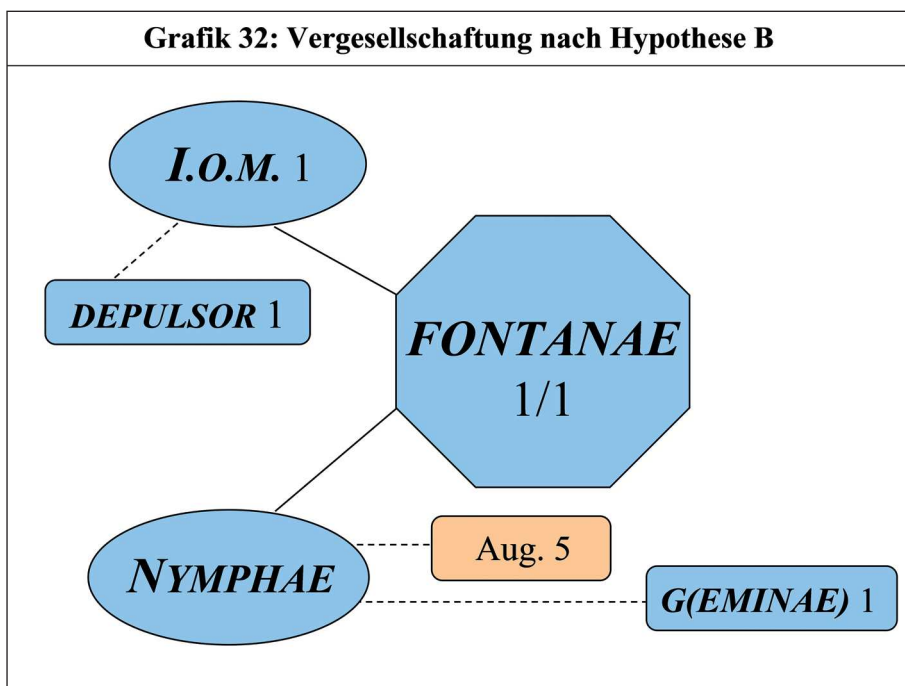 Grafik 32: Vergesellschaftung nach Hypothese B
I.O.M. 1
DEPULSOR 1
FONTANAE
1/1
NYMPHAE
Aug. 5
G(EMINAE) 1